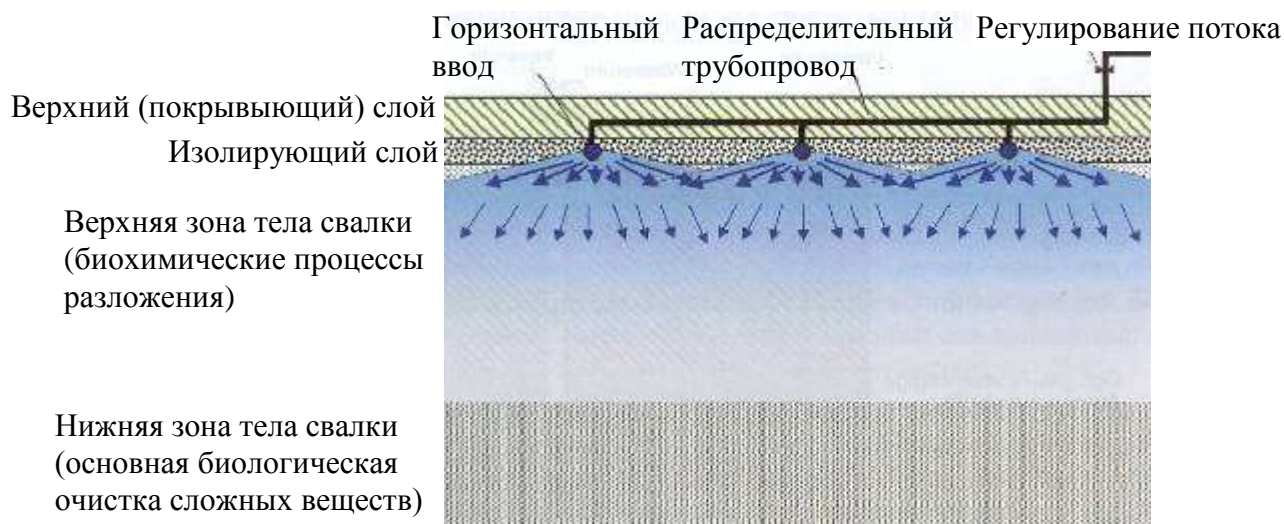 Горизонтальный Распределительный Регулирование потока
ввод трубопровод
Верхний (покрывыющий) слой
Изолирующий слой
Верхняя зона тела свалки
(биохимические процессы
разложения)
Нижняя зона тела свалки
(основная биологическая
очистка сложных веществ)